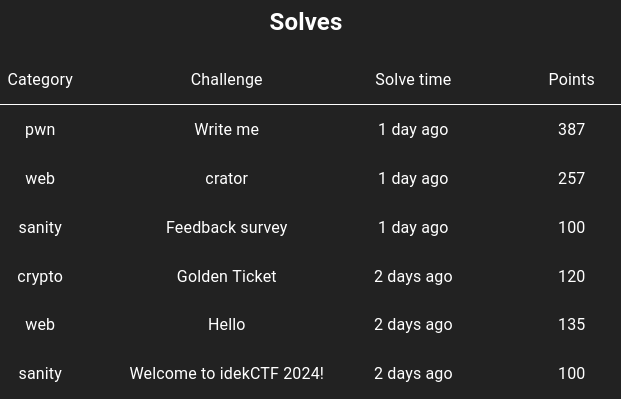 Solves
Category Challenge Solve time Points
pwn Write me 1 day ago 387
web crator 1 day ago 257
sanity Feedback survey 1 day ago 100
crypto Golden Ticket 2 days ago 120
web Hello 2 days ago 135
sanity Welcome to idekCTF 2024! 2 days ago 100